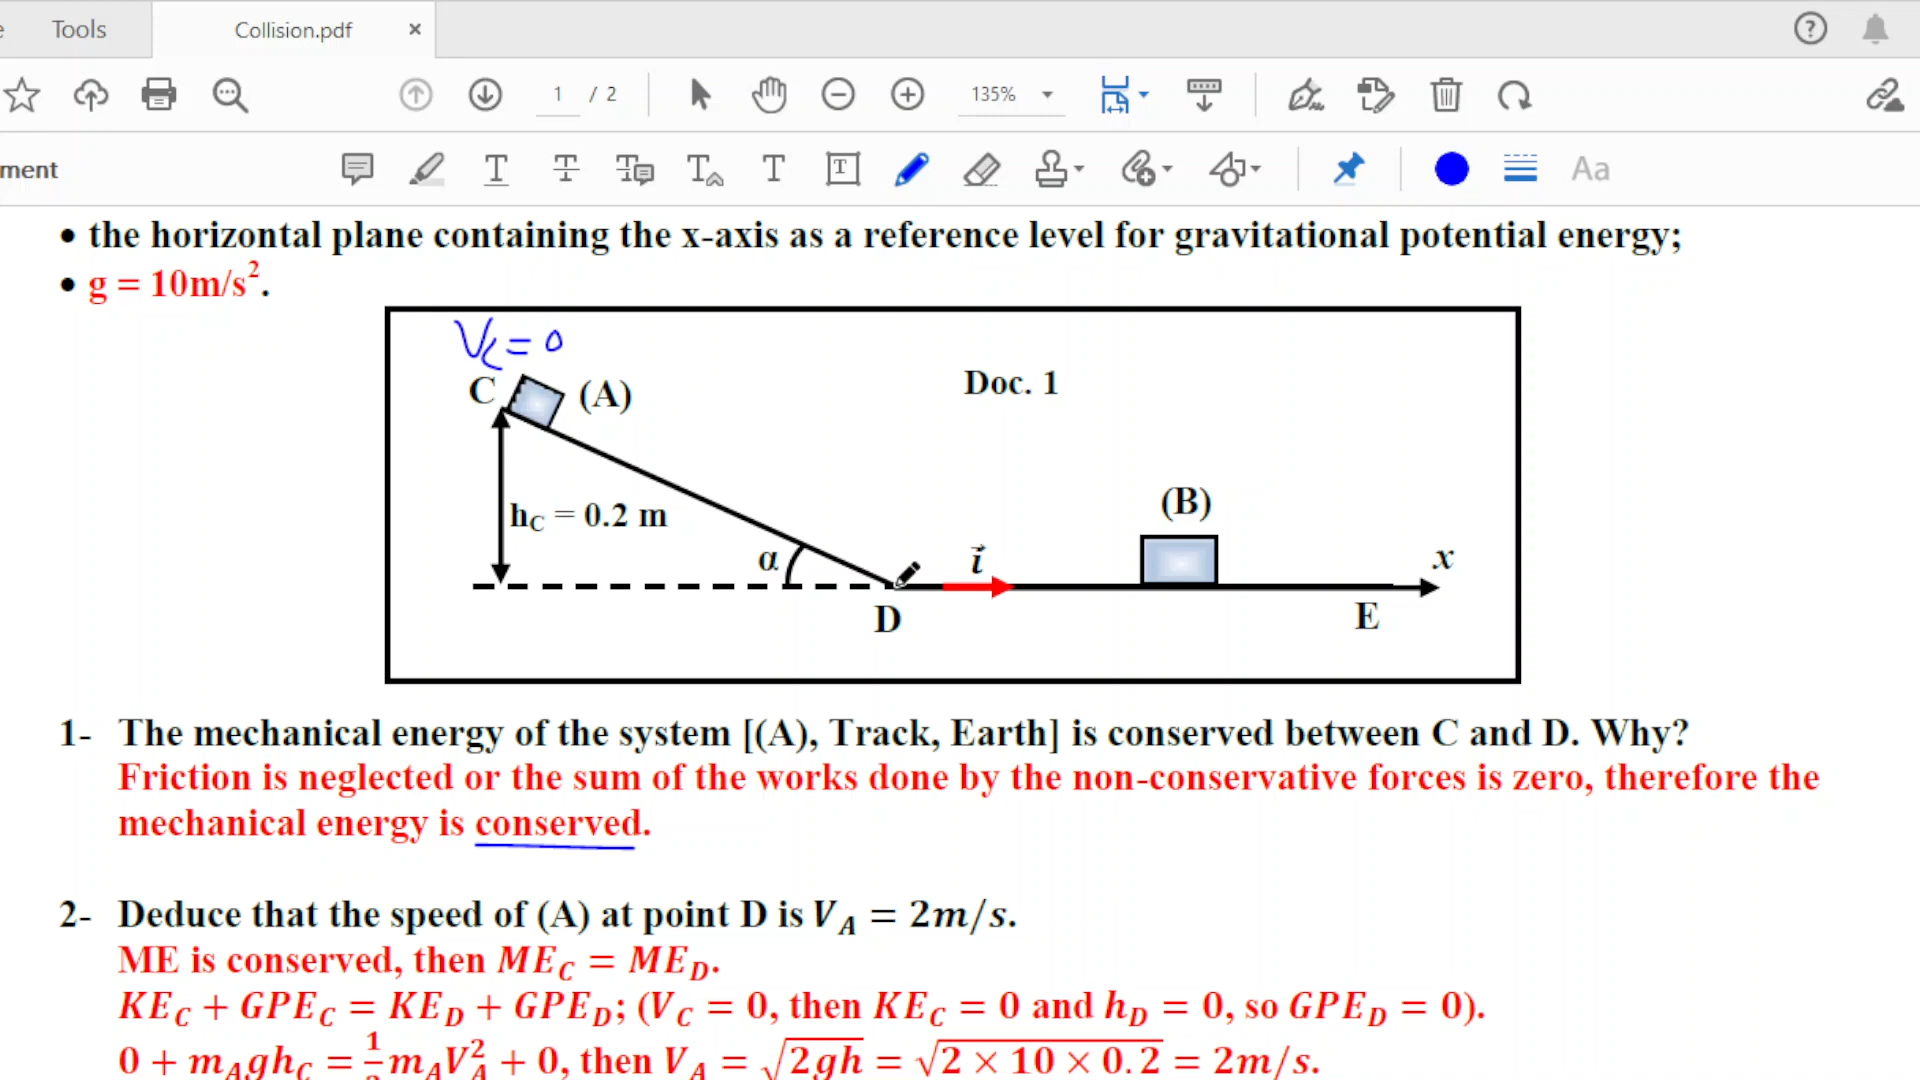 Tools
Collision.pdf
1 / 2
135%
ment
Aa
• the horizontal plane containing the x-axis as a reference level for gravitational potential energy;
• g = 10m/s².
V_C = 0
C
(A)
Doc. 1
h_C = 0.2 m
α
i⃗
(B)
x
D
E
1- The mechanical energy of the system [(A), Track, Earth] is conserved between C and D. Why?
Friction is neglected or the sum of the works done by the non-conservative forces is zero, therefore the
mechanical energy is conserved.
2- Deduce that the speed of (A) at point D is V_A = 2m/s.
ME is conserved, then ME_C = ME_D.
KE_C + GPE_C = KE_D + GPE_D; (V_C = 0, then KE_C = 0 and h_D = 0, so GPE_D = 0).
0 + m_A gh_C = ½ m_A V_A² + 0, then V_A = √2gh = √2 × 10 × 0.2 = 2m/s.